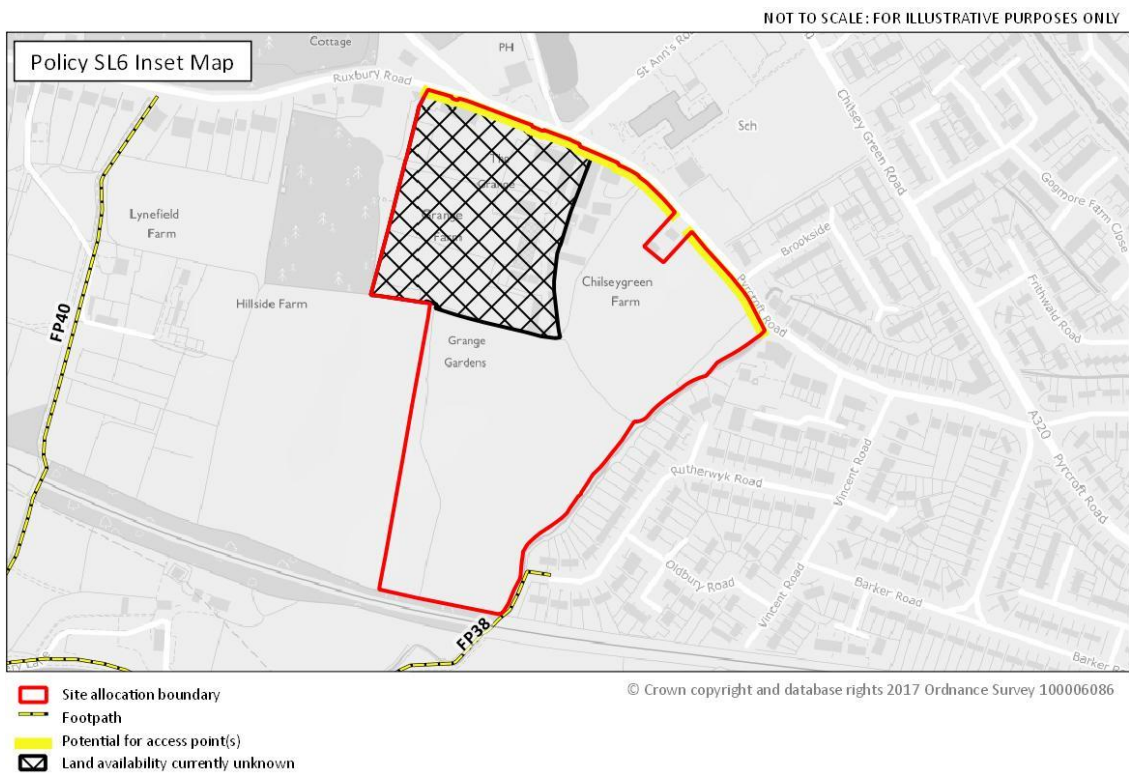 NOT TO SCALE: FOR ILLUSTRATIVE PURPOSES ONLY
Policy SL6 Inset Map
Cottage
PH
St Ann's Ro
Ruxbury Road
Sch
Chilsey Green Road
The
Grange
Grange
Farm
Lynefield
Farm
Gogmore Farm Close
Brookside
Frithwald Road
Hillside Farm
Chilseygreen
Farm
Pyrcroft Road
FP40
Grange
Gardens
A320
Rutherwyk Road
Vincent Road
Pyrcroft Road
Oldbury Road
Vincent Road
Barker Road
FP38
Barker R
Site allocation boundary
© Crown copyright and database rights 2017 Ordnance Survey 100006086
Footpath
Potential for access point(s)
Land availability currently unknown